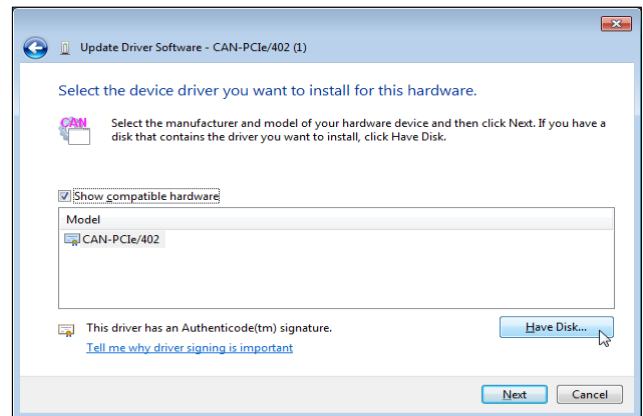 Update Driver Software - CAN-PCIe/402 (1)
Select the device driver you want to install for this hardware.
CAN
Select the manufacturer and model of your hardware device and then click Next. If you have a
disk that contains the driver you want to install, click Have Disk.
Show compatible hardware
Model
CAN-PCIe/402
This driver has an Authenticode(tm) signature.
Have Disk...
Tell me why driver signing is important
Next
Cancel